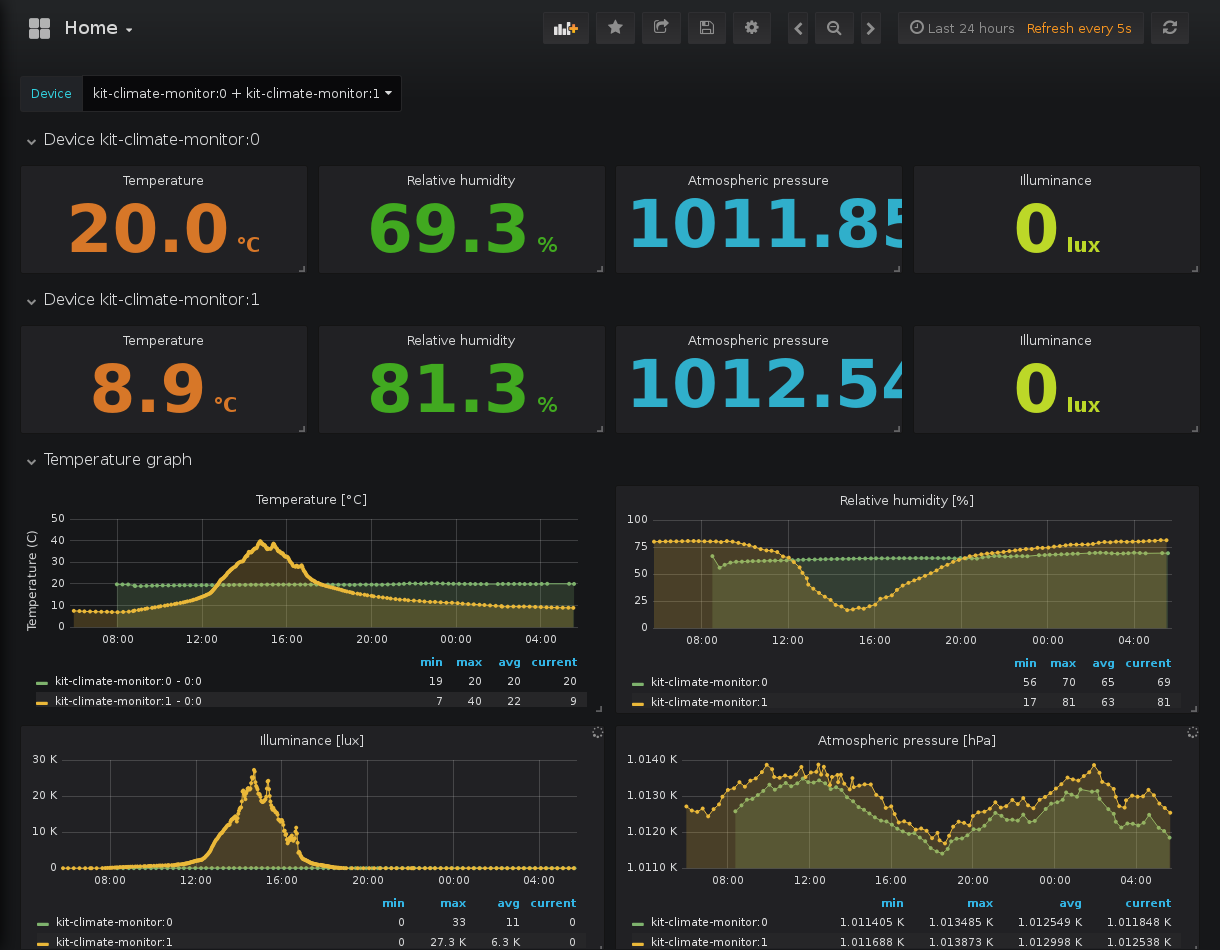 Home
Last 24 hours Refresh every 5s
Device kit-climate-monitor:0 + kit-climate-monitor:1
Device kit-climate-monitor:0
Temperature Relative humidity Atmospheric pressure Illuminance
20.0 °C 69.3 % 1011.85 0 lux
Device kit-climate-monitor:1
Temperature Relative humidity Atmospheric pressure Illuminance
8.9 °C 81.3 % 1012.54 0 lux
Temperature graph
Temperature [°C]
Temperature (C)
50
40
30
20
10
0
08:00 12:00 16:00 20:00 00:00 04:00
min max avg current
kit-climate-monitor:0 - 0:0 19 20 20 20
kit-climate-monitor:1 - 0:0 7 40 22 9
Relative humidity [%]
100
75
50
25
0
08:00 12:00 16:00 20:00 00:00 04:00
min max avg current
kit-climate-monitor:0 56 70 65 69
kit-climate-monitor:1 17 81 63 81
Illuminance [lux]
30 K
20 K
10 K
0
08:00 12:00 16:00 20:00 00:00 04:00
min max avg current
kit-climate-monitor:0 0 33 11 0
kit-climate-monitor:1 0 27.3 K 6.3 K 0
Atmospheric pressure [hPa]
1.0140 K
1.0130 K
1.0120 K
1.0110 K
08:00 12:00 16:00 20:00 00:00 04:00
min max avg current
kit-climate-monitor:0 1.011405 K 1.013485 K 1.012549 K 1.011848 K
kit-climate-monitor:1 1.011688 K 1.013873 K 1.012998 K 1.012538 K